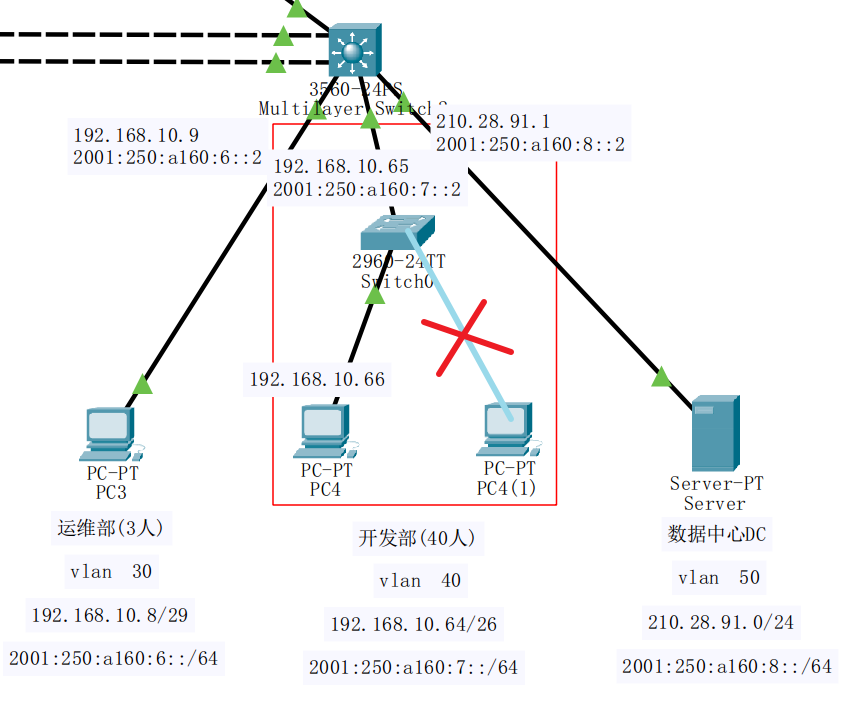 3560-24PS
Multilayer Switch2
192.168.10.9
2001:250:a160:6::2
210.28.91.1
2001:250:a160:8::2
192.168.10.65
2001:250:a160:7::2
2960-24TT
Switch0
192.168.10.66
PC-PT
PC3
PC-PT
PC4
PC-PT
PC4(1)
Server-PT
Server
运维部(3人)
开发部(40人)
数据中心DC
vlan 30
vlan 40
vlan 50
192.168.10.8/29
192.168.10.64/26
210.28.91.0/24
2001:250:a160:6::/64
2001:250:a160:7::/64
2001:250:a160:8::/64